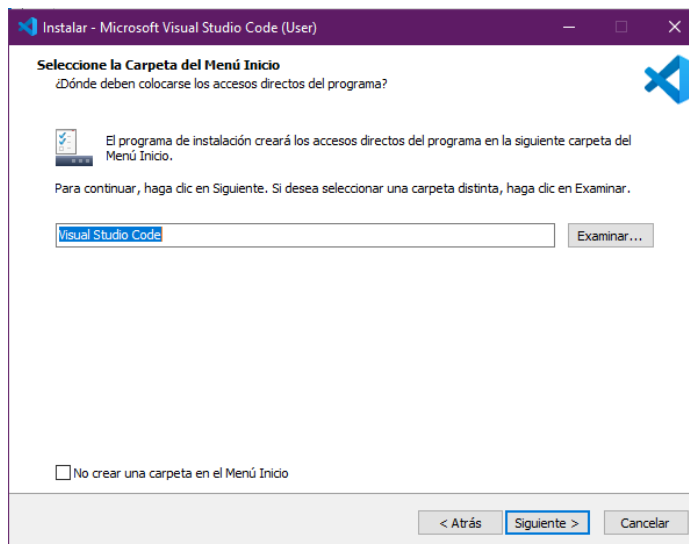 Instalar - Microsoft Visual Studio Code (User)
Seleccione la Carpeta del Menú Inicio
¿Dónde deben colocarse los accesos directos del programa?
El programa de instalación creará los accesos directos del programa en la siguiente carpeta del
Menú Inicio.
Para continuar, haga clic en Siguiente. Si desea seleccionar una carpeta distinta, haga clic en Examinar.
Visual Studio Code
Examinar...
No crear una carpeta en el Menú Inicio
< Atrás
Siguiente >
Cancelar